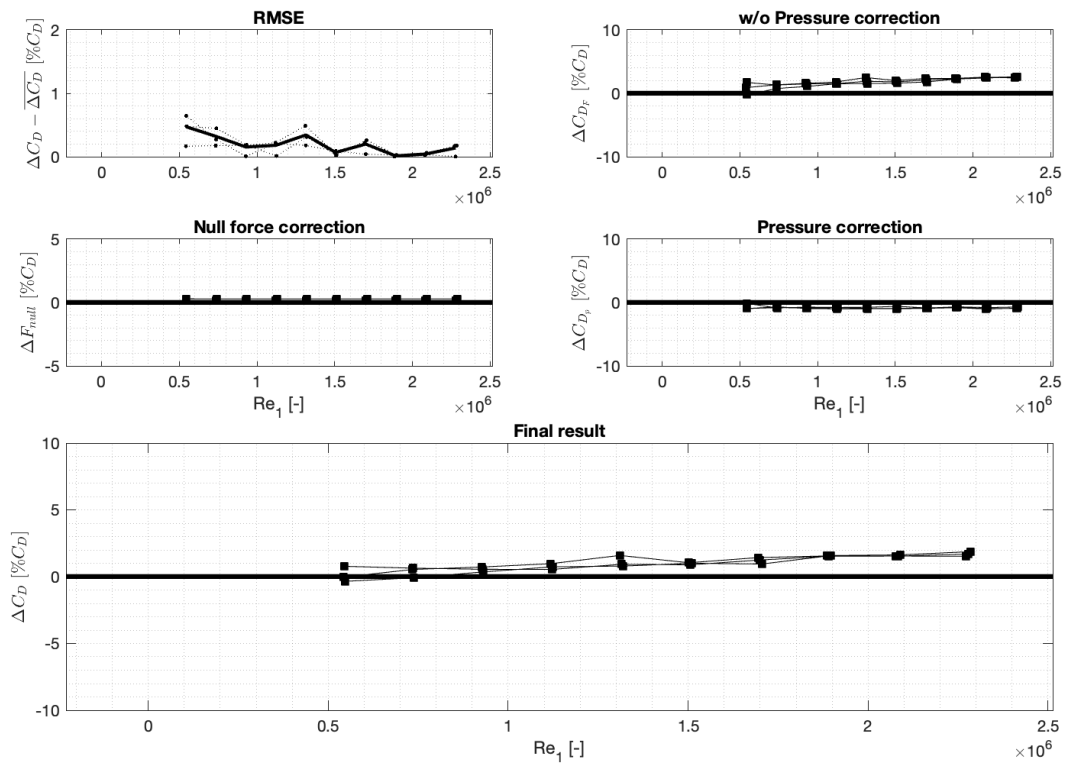 RMSE
ΔC_D − \overline{ΔC_D} [%C_D]
2
1
0
0 0.5 1 1.5 2 2.5
×10^6
w/o Pressure correction
ΔC_{D_F} [%C_D]
10
0
-10
0 0.5 1 1.5 2 2.5
×10^6
Null force correction
ΔF_{null} [%C_D]
5
0
-5
0 0.5 1 1.5 2 2.5
Re_1 [-]
×10^6
Pressure correction
ΔC_{D_p} [%C_D]
10
0
-10
0 0.5 1 1.5 2 2.5
Re_1 [-]
×10^6
Final result
ΔC_D [%C_D]
10
5
0
-5
-10
0 0.5 1 1.5 2 2.5
Re_1 [-]
×10^6